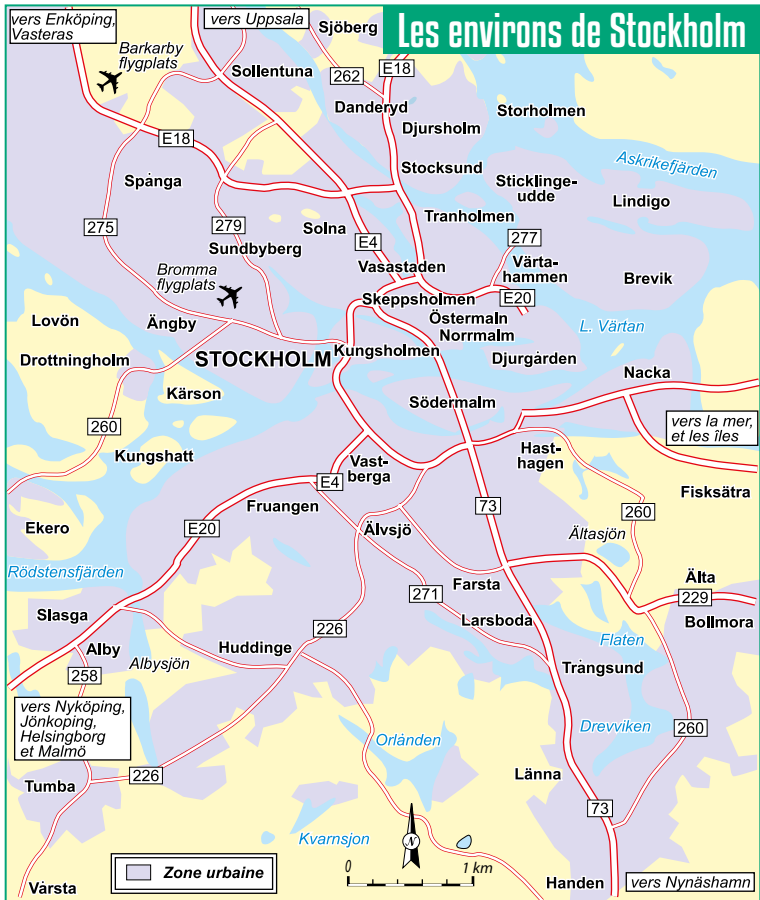 Les environs de Stockholm
vers Enköping,
Vasteras
vers Uppsala
Sjöberg
Barkarby
flygplats
Sollentuna
262
E18
Danderyd
Storholmen
Djursholm
E18
Askrikefjärden
Stocksund
Spånga
Sticklinge-
udde
Lindigo
Tranholmen
275
279
Solna
277
Sundbyberg
E4
Vasastaden
Värta-
hammen
Bromma
flygplats
Brevik
Skeppsholmen
E20
Lovön
Ängby
Östermaln
L. Värtan
Norrmalm
Drottningholm
STOCKHOLM
Kungsholmen
Djurgården
Nacka
Kärson
Södermalm
260
vers la mer,
et les îles
Kungshatt
Vast-
berga
Hast-
hagen
E4
Fisksätra
Fruangen
73
260
Ekero
E20
Älvsjö
Ältasjön
Rödstensfjärden
Farsta
Älta
271
229
Slasga
Larsboda
Bollmora
226
Flaten
Alby
Albysjön
Huddinge
Trångsund
258
vers Nyköping,
Jönkoping,
Helsingborg
et Malmö
Drevviken
260
Orlånden
226
Länna
Tumba
73
Kvarnsjon
N
0
1 km
Zone urbaine
Vårsta
Handen
vers Nynäshamn